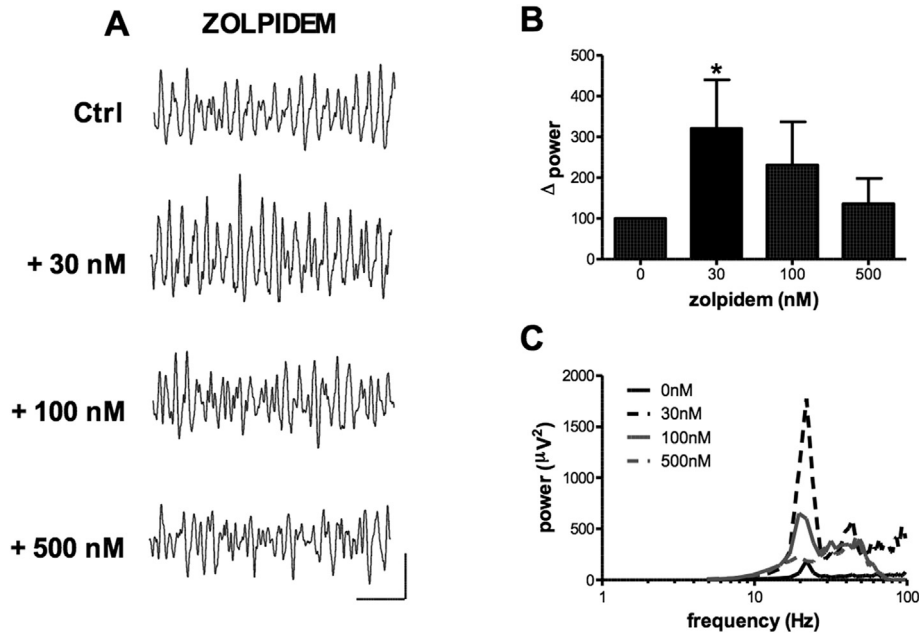 A
ZOLPIDEM
Ctrl
+ 30 nM
+ 100 nM
+ 500 nM
B
500
400
300
200
100
0
Δ power
*
0 30 100 500
zolpidem (nM)
C
2000
1500
1000
500
0
power (μV²)
0nM
30nM
100nM
500nM
1 10 100
frequency (Hz)